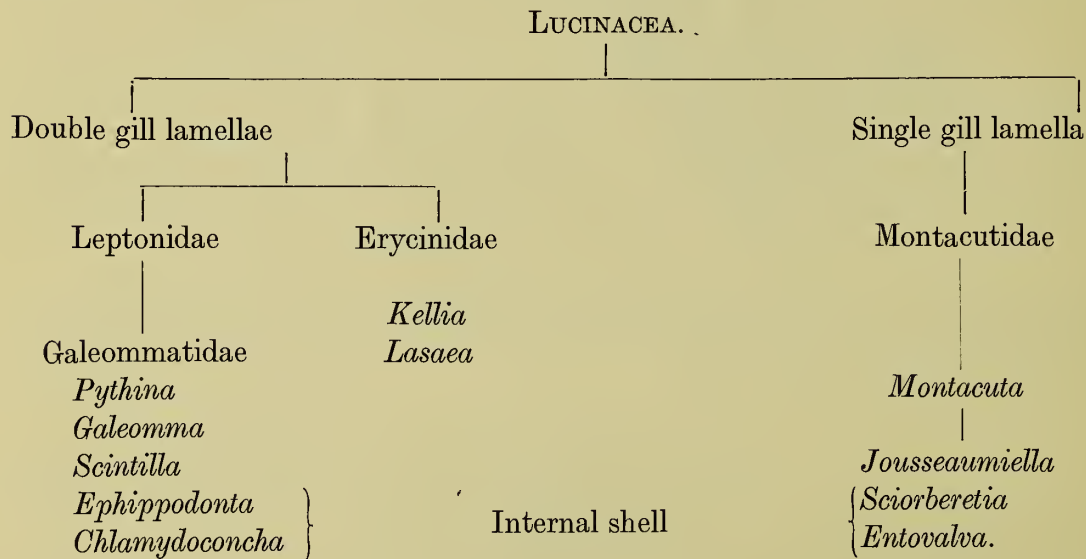 LUCINACEA.
Double gill lamellae
Single gill lamella
Leptonidae
Erycinidae
Montacutidae
Kellia
Galeommatidae
Lasaea
Pythina
Montacuta
Galeomma
Scintilla
Jousseaumiella
Ephippodonta
Internal shell
Sciorberetia
Chlamydoconcha
Entovalva.